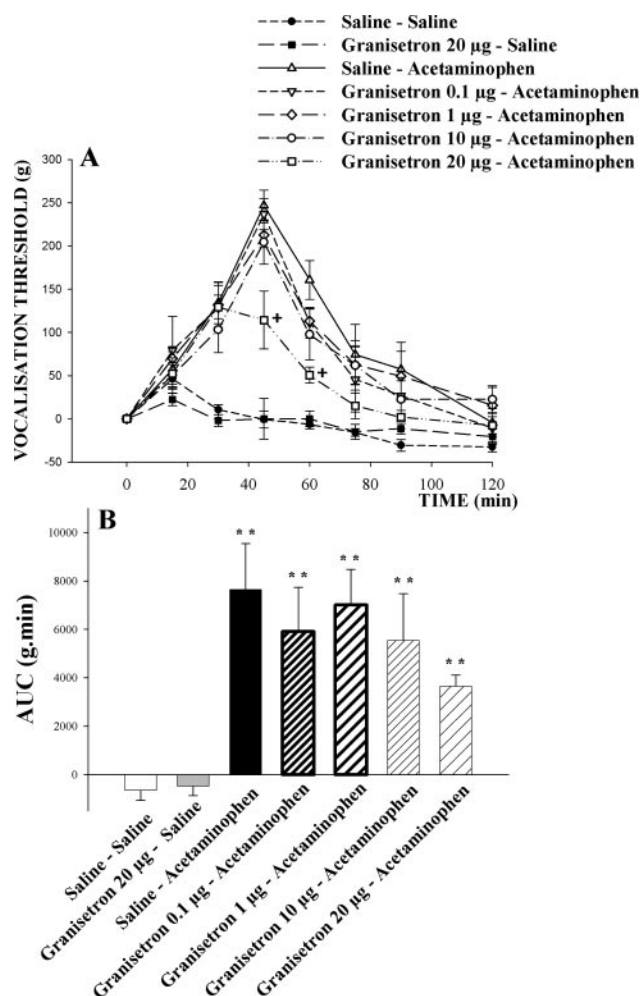 Saline - Saline
Granisetron 20 µg - Saline
Saline - Acetaminophen
Granisetron 0.1 µg - Acetaminophen
Granisetron 1 µg - Acetaminophen
Granisetron 10 µg - Acetaminophen
Granisetron 20 µg - Acetaminophen
A
VOCALISATION THRESHOLD (g)
300
250
200
150
100
50
0
-50
+
+
0 20 40 60 80 100 120
TIME (min)
B
AUC (g.min)
10000
8000
6000
4000
2000
0
* *
* *
* *
* *
* *
Saline - Saline
Granisetron 20 µg - Saline
Saline - Acetaminophen
Granisetron 0.1 µg - Acetaminophen
Granisetron 1 µg - Acetaminophen
Granisetron 10 µg - Acetaminophen
Granisetron 20 µg - Acetaminophen